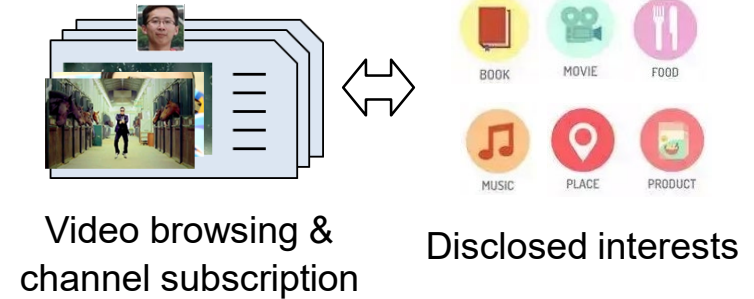 BOOK
MOVIE
FOOD
MUSIC
PLACE
PRODUCT
Video browsing &
channel subscription
Disclosed interests